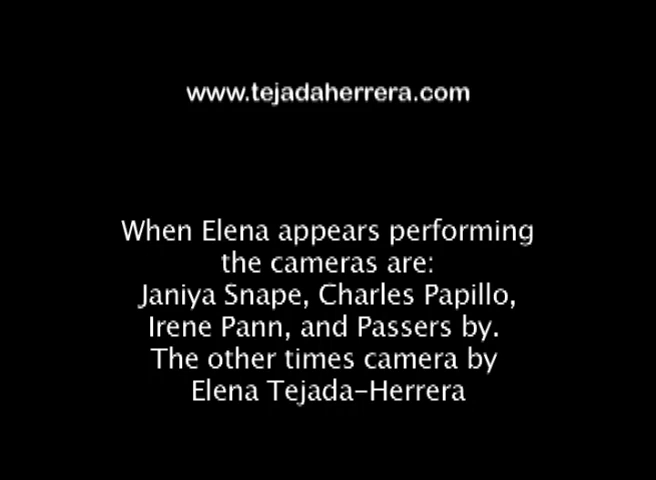 www.tejadaherrera.com
When Elena appears performing
the cameras are:
Janiya Snape, Charles Papillo,
Irene Pann, and Passers by.
The other times camera by
Elena Tejada-Herrera